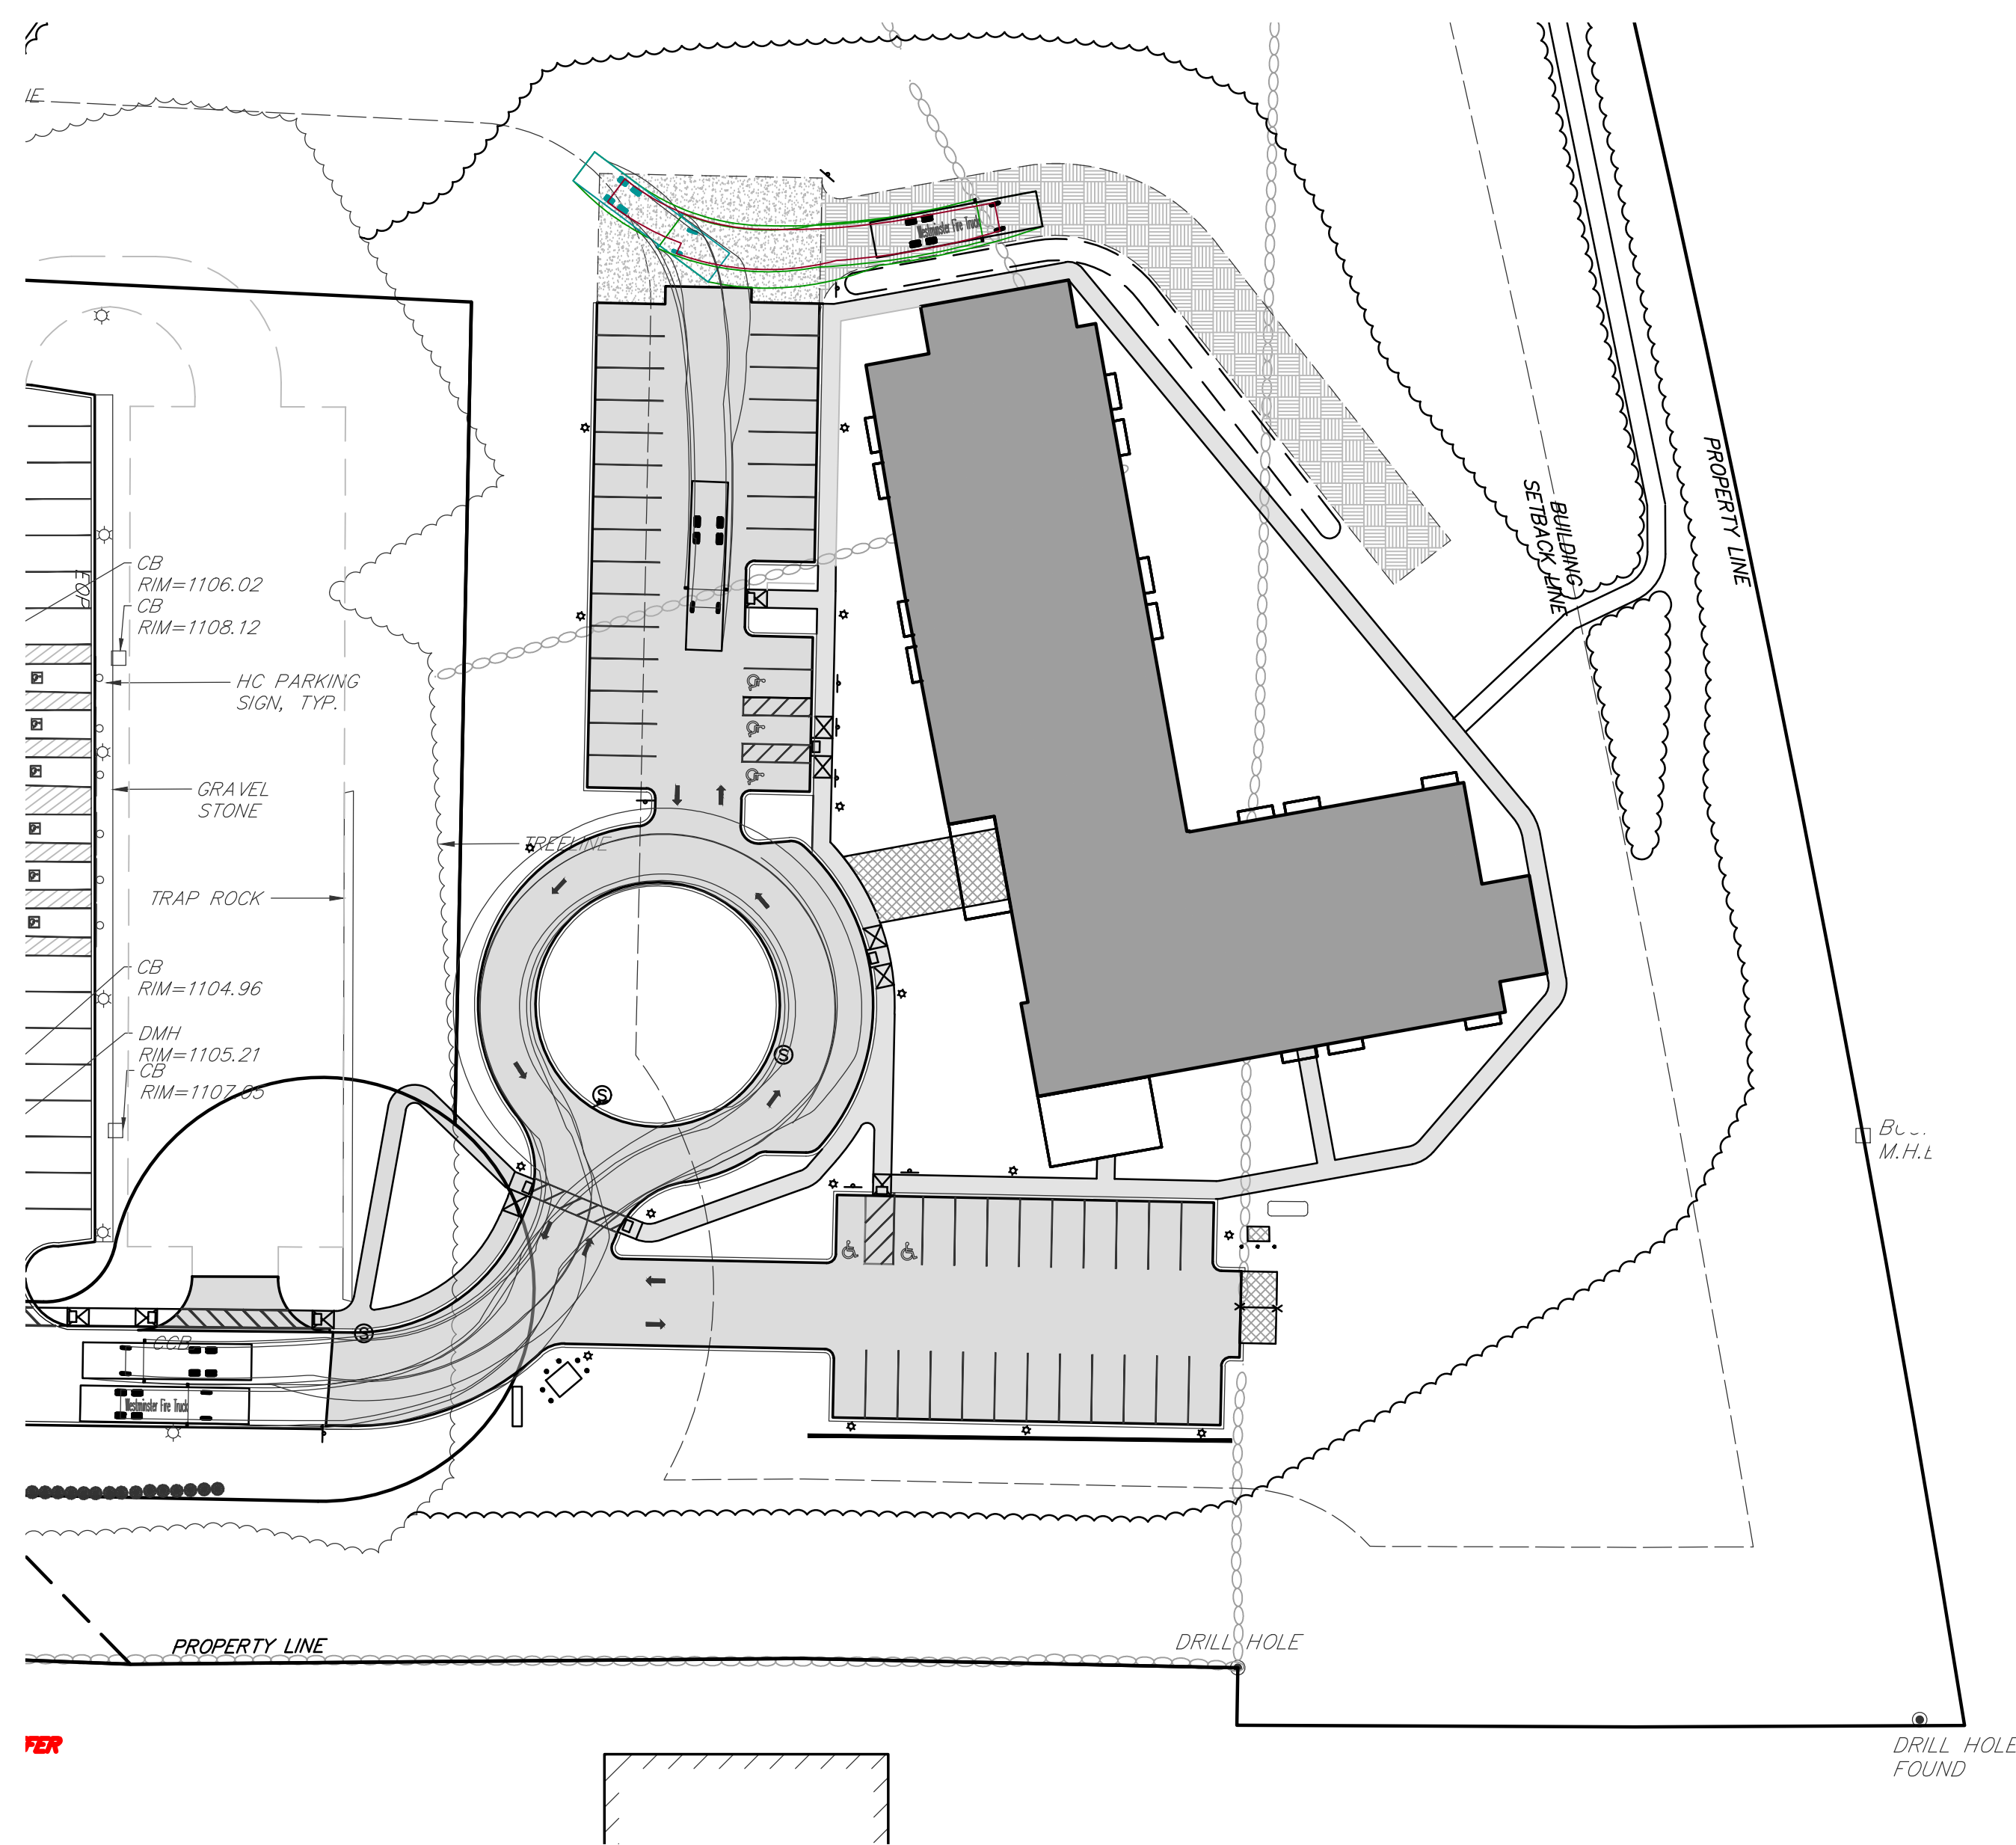 Westminster Fire Truck
PROPERTY LINE
BUILDING
SETBACK LINE
CB
RIM=1106.02
CB
RIM=1108.12
HC PARKING
SIGN, TYP.
GRAVEL
STONE
TREELINE
TRAP ROCK
CB
RIM=1104.96
DMH
RIM=1105.21
CB
RIM=1107.05
S
S
S
CCB
Westminster Fire Truck
M.H.
PROPERTY LINE
DRILL HOLE
FER
DRILL HOLE
FOUND